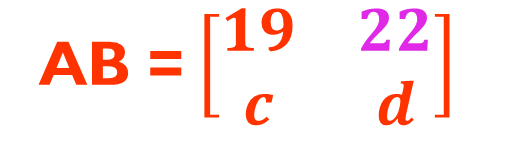 AB = [19 22
c d]